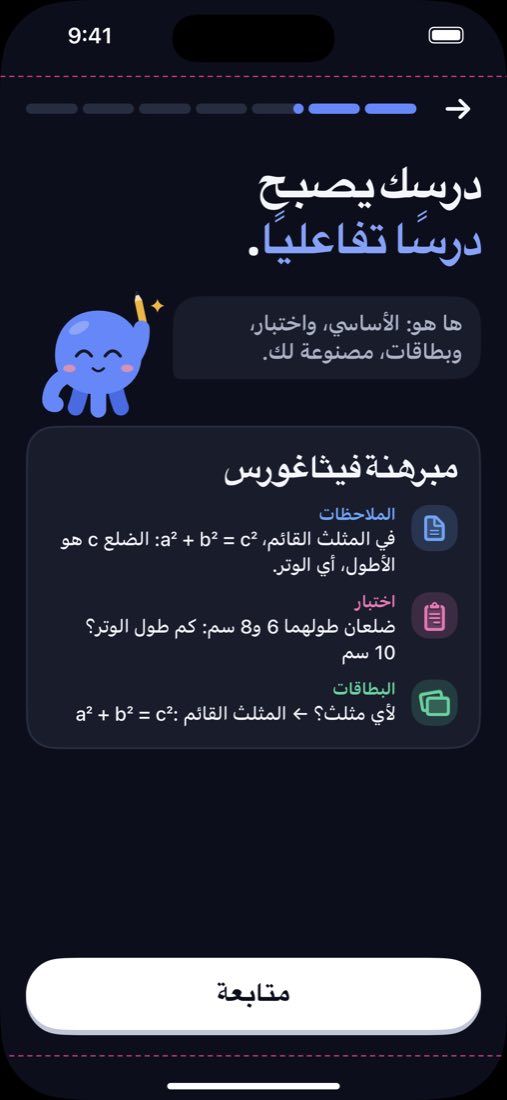 9:41
درسك يصبح
درسًا تفاعليًا.
ها هو: الأساسي، واختبار،
وبطاقات، مصنوعة لك.
مبرهنة فيثاغورس
الملاحظات
في المثلث القائم، a² + b² = c²: الضلع c هو
الأطول، أي الوتر.
اختبار
ضلعان طولهما 6 و8 سم: كم طول الوتر؟
10 سم
البطاقات
لأي مثلث؟ ← المثلث القائم :a² + b² = c²
متابعة